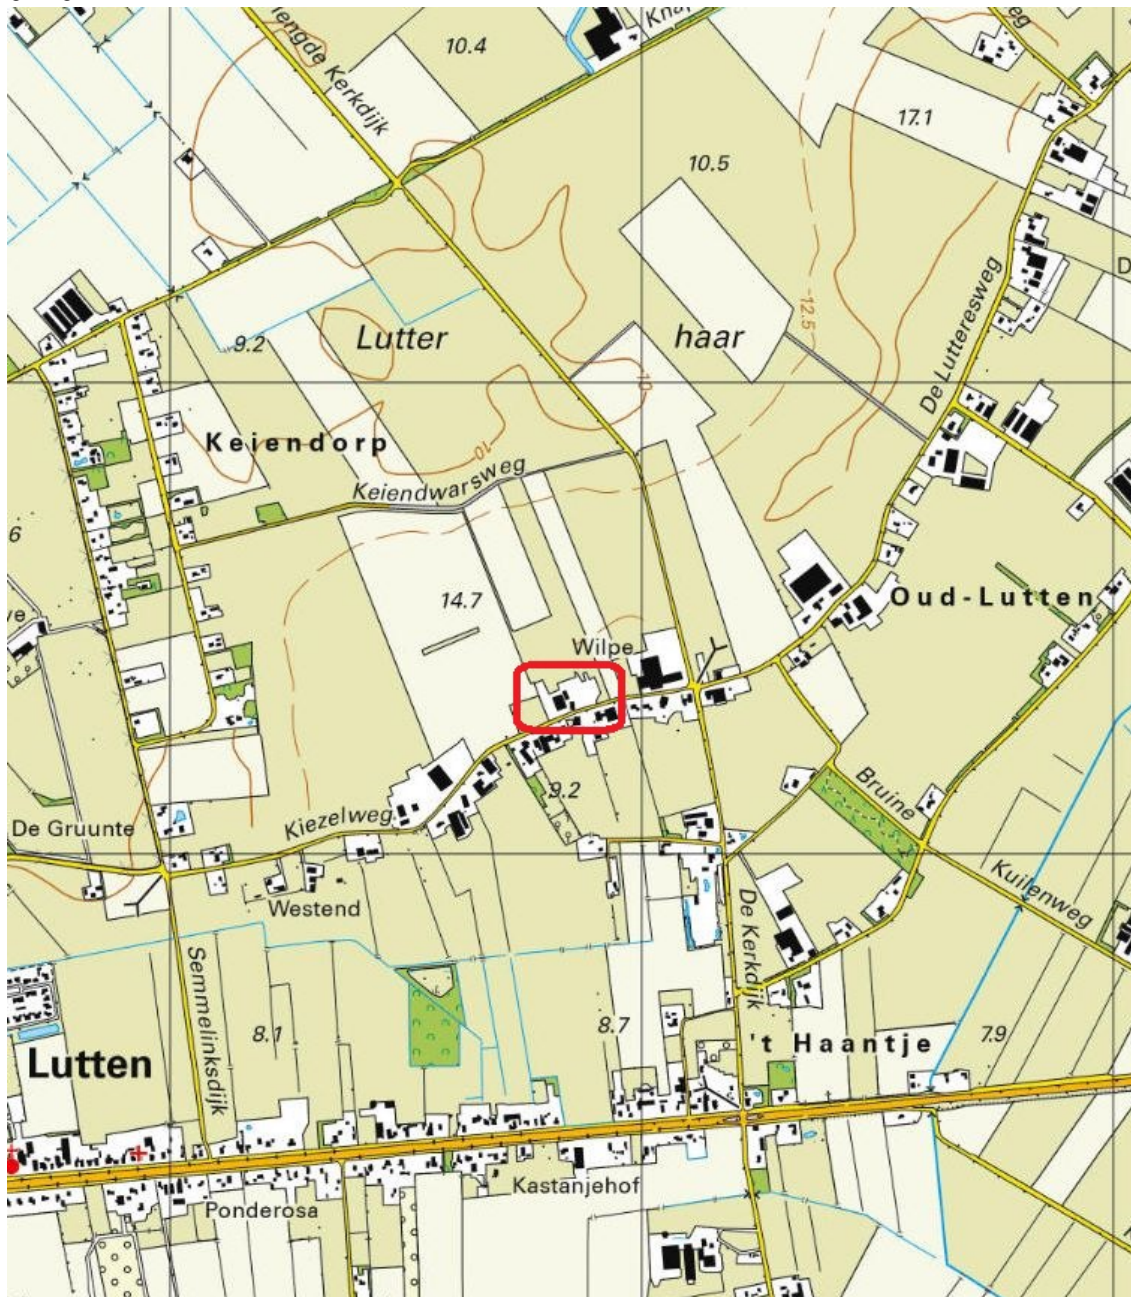 10.4
Kerkdijk
17.1
10.5
De Lutteresweg
12.5
9.2
Lutter haar
10
Keiendorp
10
Keiendwarsweg
6
14.7
Oud-Lutten
Wilpe
9.2
Bruine
Kuilenweg
De Gruunte
Kiezelweg
Westend
De Kerkdijk
Semmelinksdijk
8.1
8.7
't Haantje
7.9
Lutten
Kastanjehof
Ponderosa